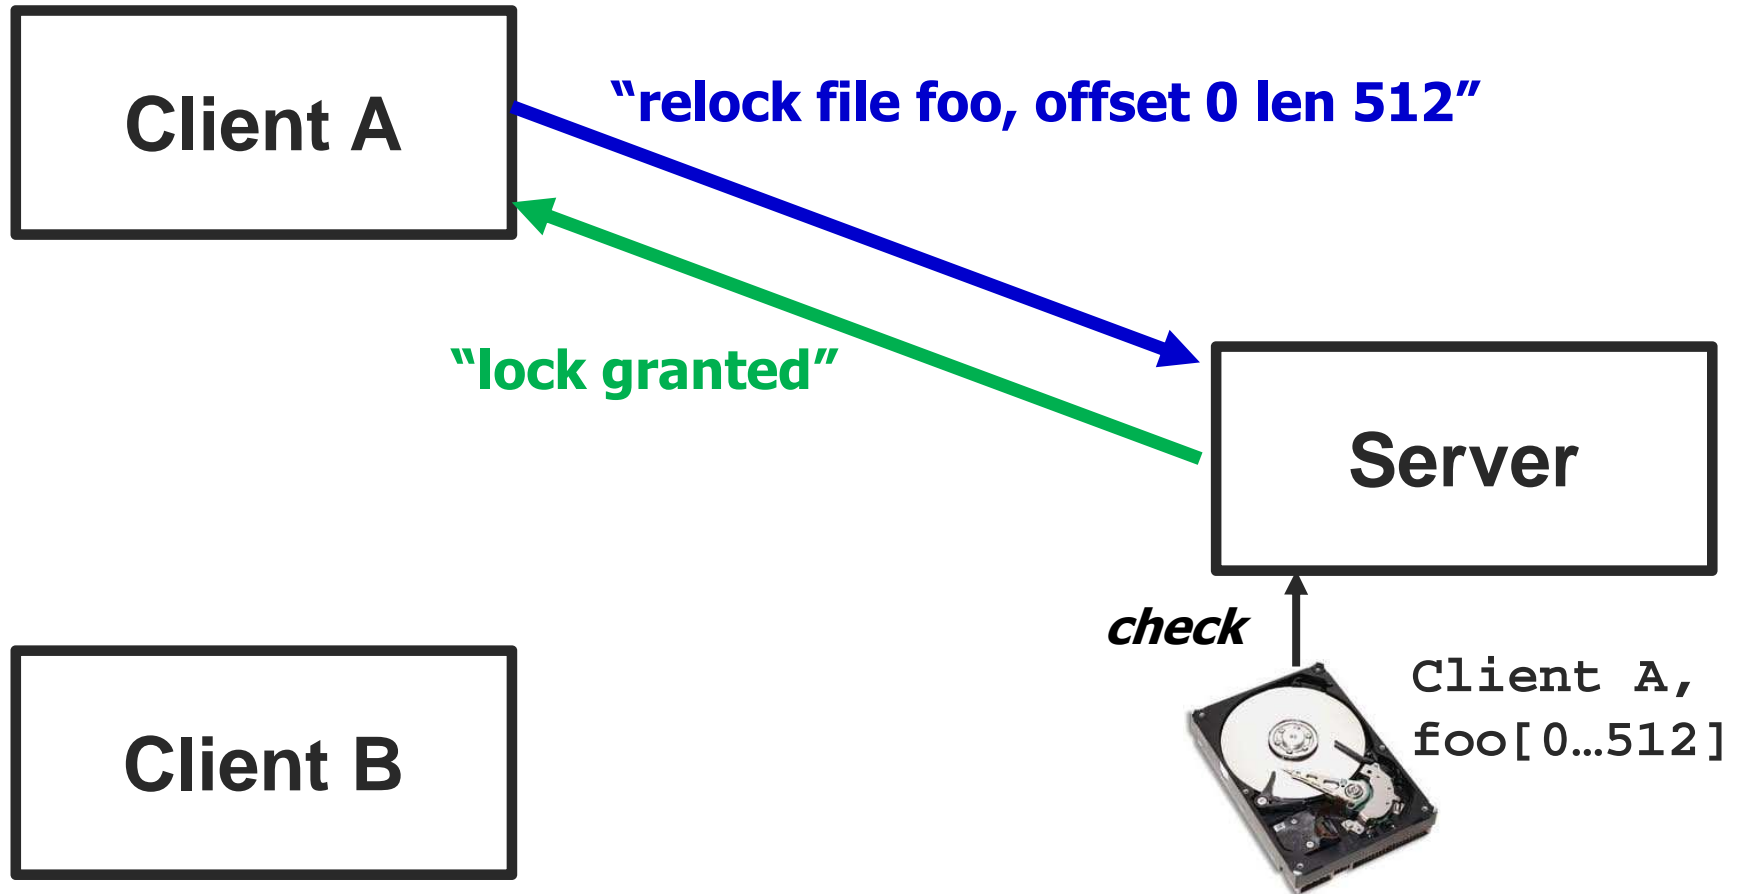 Client A
“relock file foo, offset 0 len 512”
“lock granted”
Server
check
Client A,
foo[0…512]
Client B